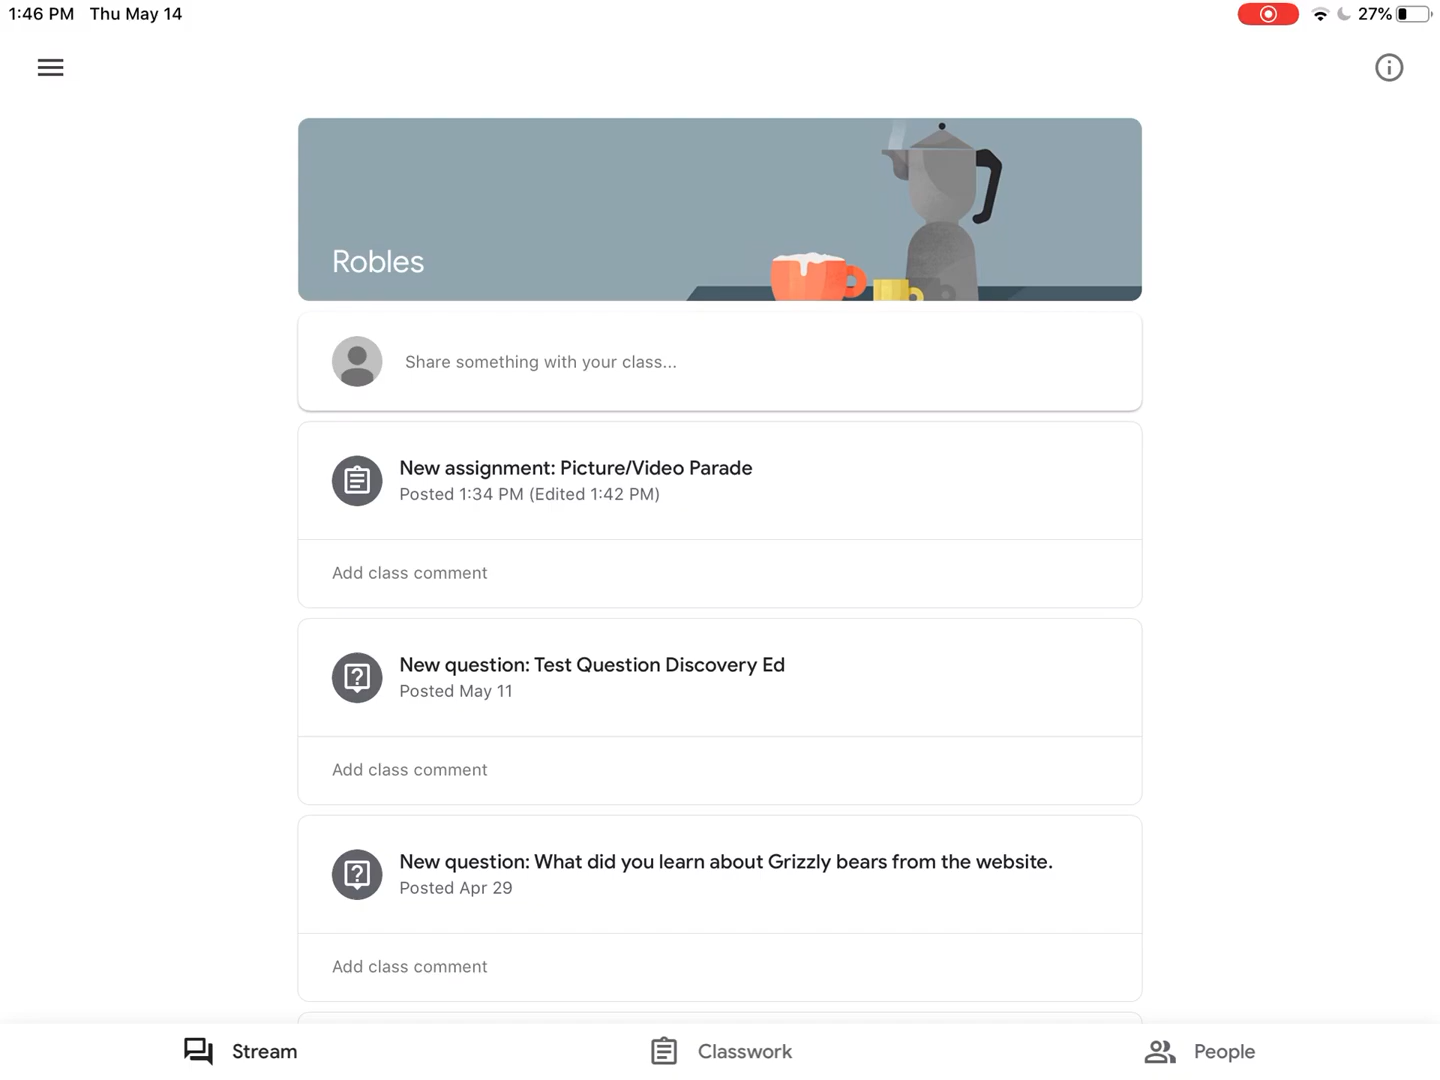 1:46 PM Thu May 14
27%
Robles
Share something with your class...
New assignment: Picture/Video Parade
Posted 1:34 PM (Edited 1:42 PM)
Add class comment
New question: Test Question Discovery Ed
Posted May 11
Add class comment
New question: What did you learn about Grizzly bears from the website.
Posted Apr 29
Add class comment
Stream
Classwork
People